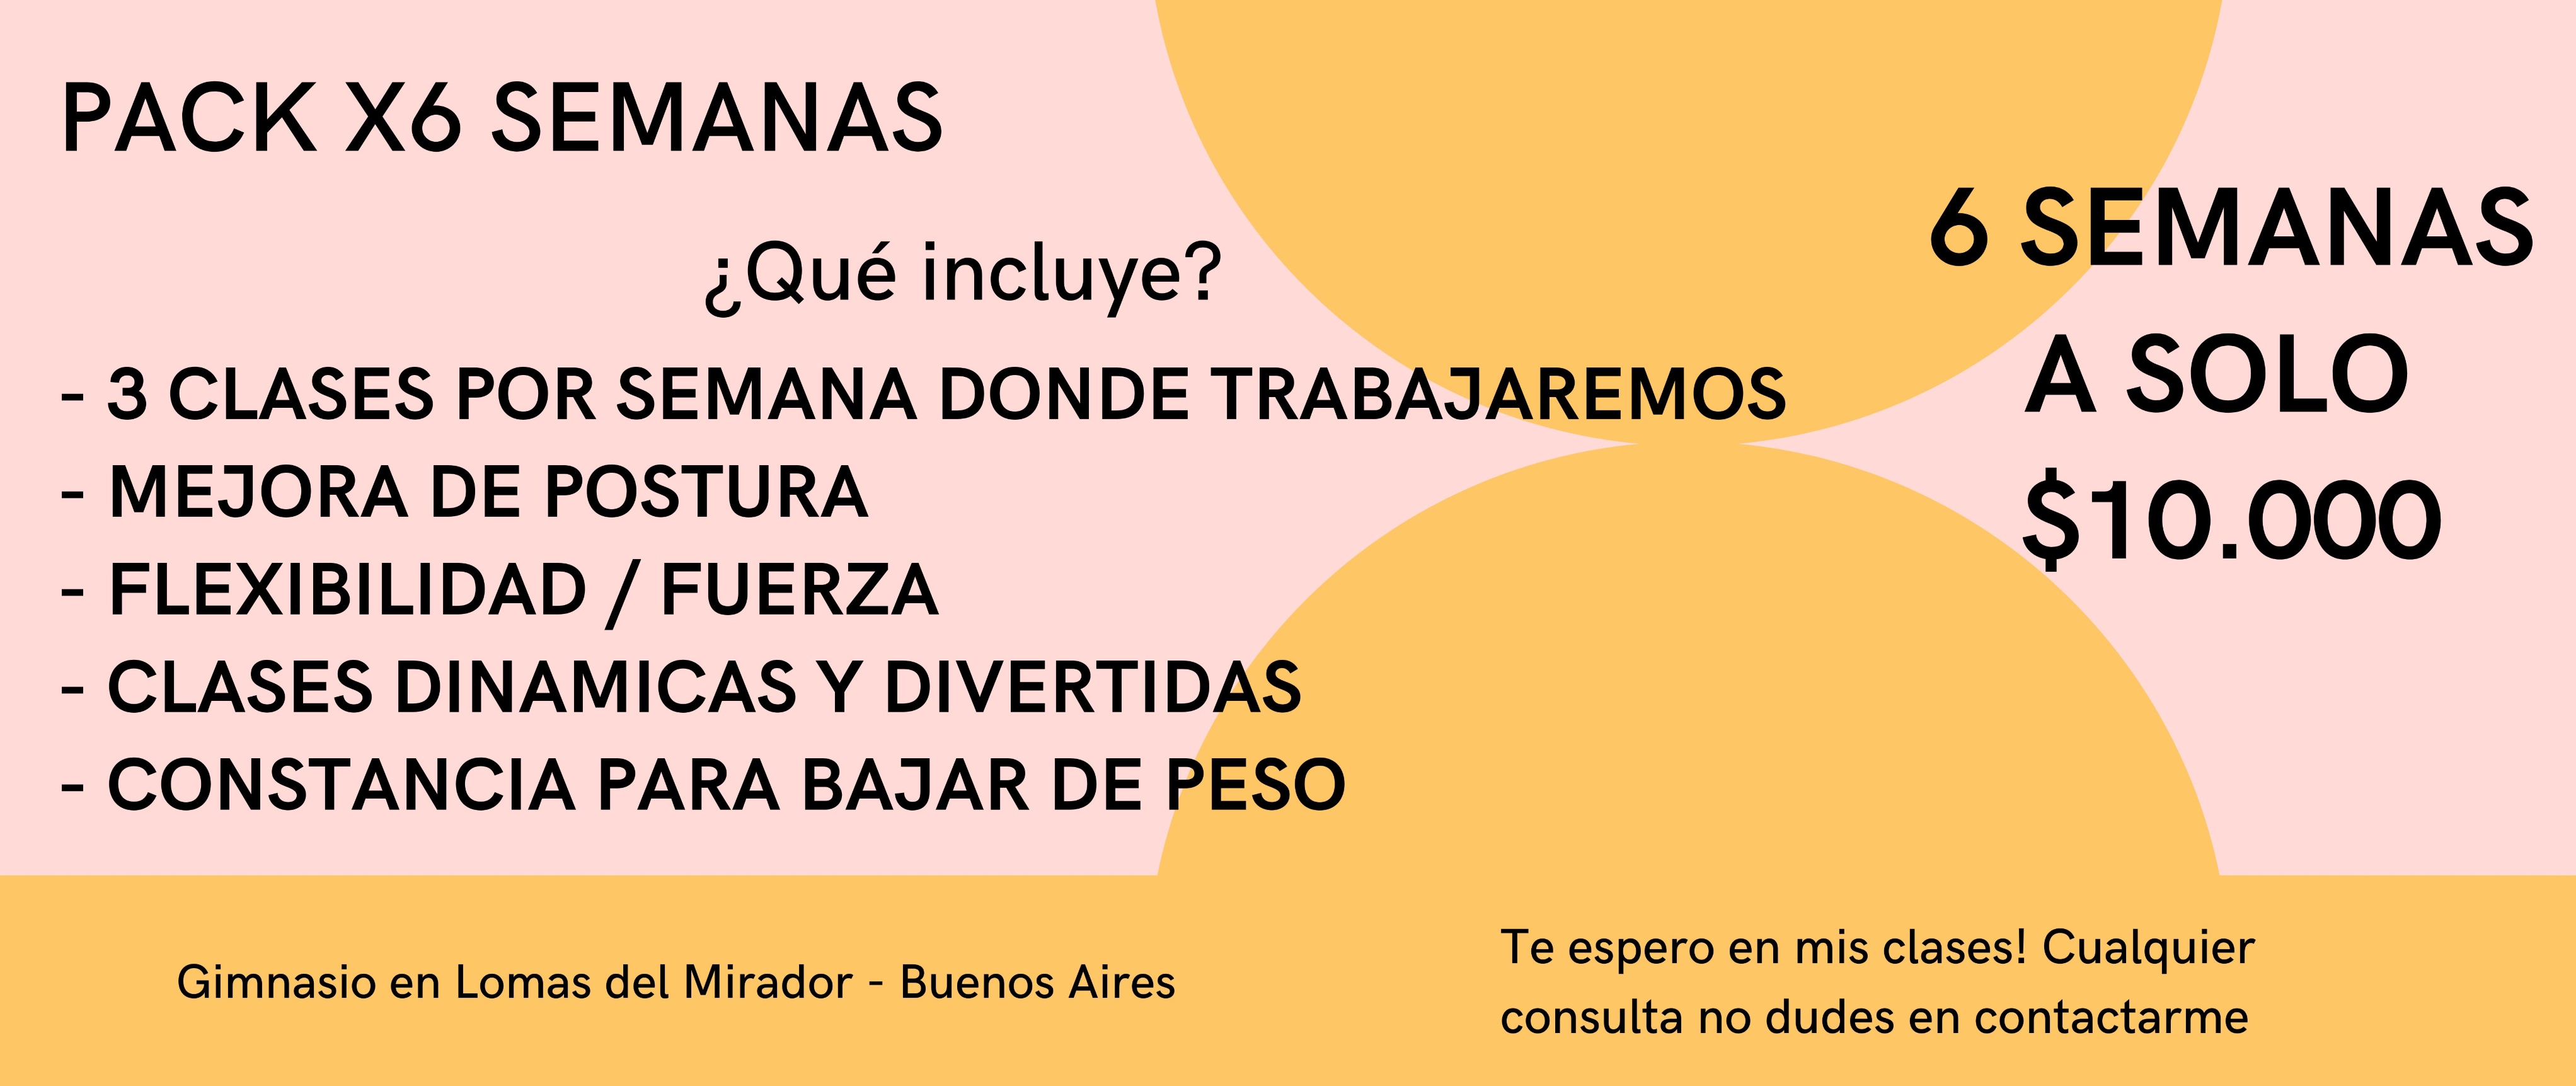 PACK X6 SEMANAS
¿Qué incluye?
- 3 CLASES POR SEMANA DONDE TRABAJAREMOS
- MEJORA DE POSTURA
- FLEXIBILIDAD / FUERZA
- CLASES DINAMICAS Y DIVERTIDAS
- CONSTANCIA PARA BAJAR DE PESO
6 SEMANAS
A SOLO
$10.000
Gimnasio en Lomas del Mirador - Buenos Aires
Te espero en mis clases! Cualquier
consulta no dudes en contactarme